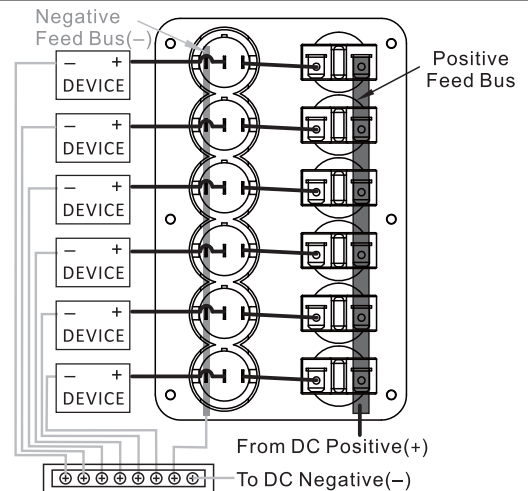 Negative
Feed Bus(−)
Positive
Feed Bus
− +
DEVICE
− +
DEVICE
− +
DEVICE
− +
DEVICE
− +
DEVICE
− +
DEVICE
From DC Positive(+)
To DC Negative(−)